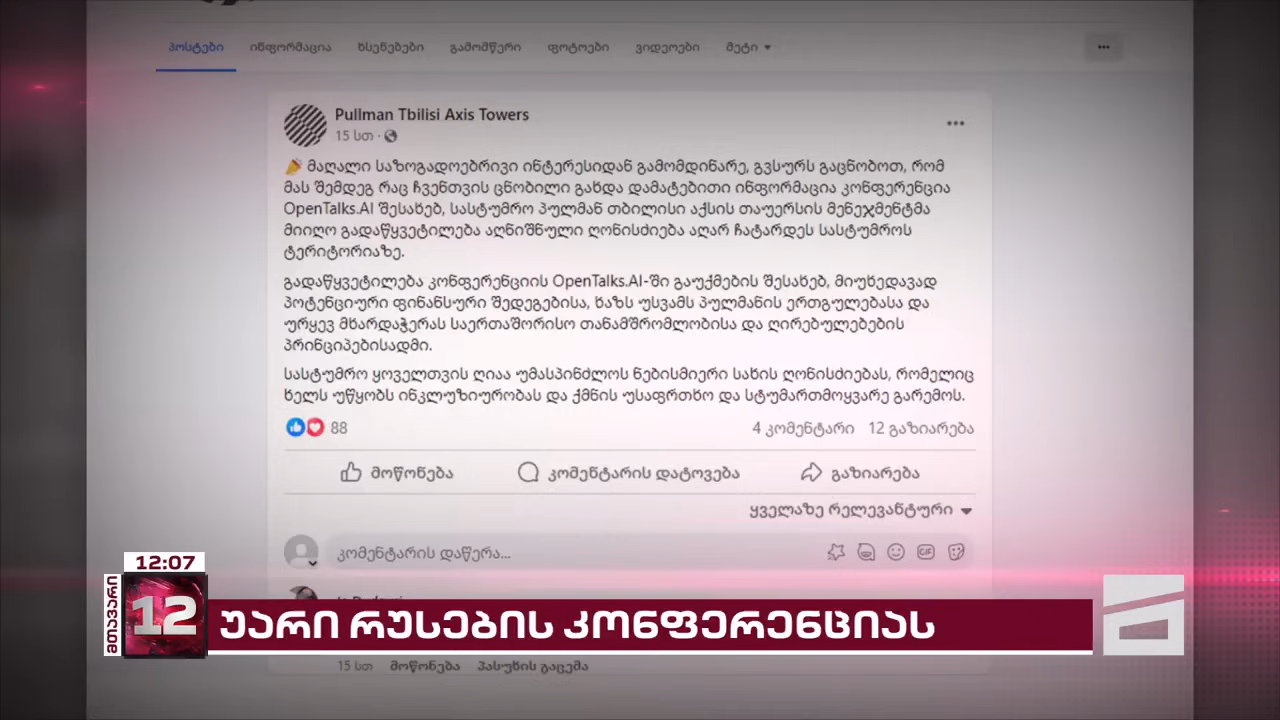 პოსტები ინფორმაცია ხსენებები გამომწერი ფოტოები ვიდეოები მეტი
Pullman Tbilisi Axis Towers
15 სთ
მაღალი საზოგადოებრივი ინტერესიდან გამომდინარე, გვსურს გაცნობოთ, რომ
მას შემდეგ რაც ჩვენთვის ცნობილი გახდა დამატებითი ინფორმაცია კონფერენცია
OpenTalks.AI შესახებ, სასტუმრო პულმან თბილისი აქსის თაუერსის მენეჯმენტმა
მიიღო გადაწყვეტილება აღნიშნული ღონისძიება აღარ ჩატარდეს სასტუმროს
ტერიტორიაზე.
გადაწყვეტილება კონფერენციის OpenTalks.AI-ში გაუქმების შესახებ, მიუხედავად
პოტენციური ფინანსური შედეგებისა, ხაზს უსვამს პულმანის ერთგულებასა და
ურყევ მხარდაჭერას საერთაშორისო თანამშრომლობისა და ღირებულებების
პრინციპებისადმი.
სასტუმრო ყოველთვის ღიაა უმასპინძლოს ნებისმიერი სახის ღონისძიებას, რომელიც
ხელს უწყობს ინკლუზიურობას და ქმნის უსაფრთხო და სტუმართმოყვარე გარემოს.
88 4 კომენტარი 12 გაზიარება
მოწონება კომენტარის დატოვება გაზიარება
ყველაზე რელევანტური
კომენტარის დაწერა...
GIF
12:07
მთავარი
12
უარი რუსების კონფერენციას
15 სთ მოწონება პასუხის გაცემა